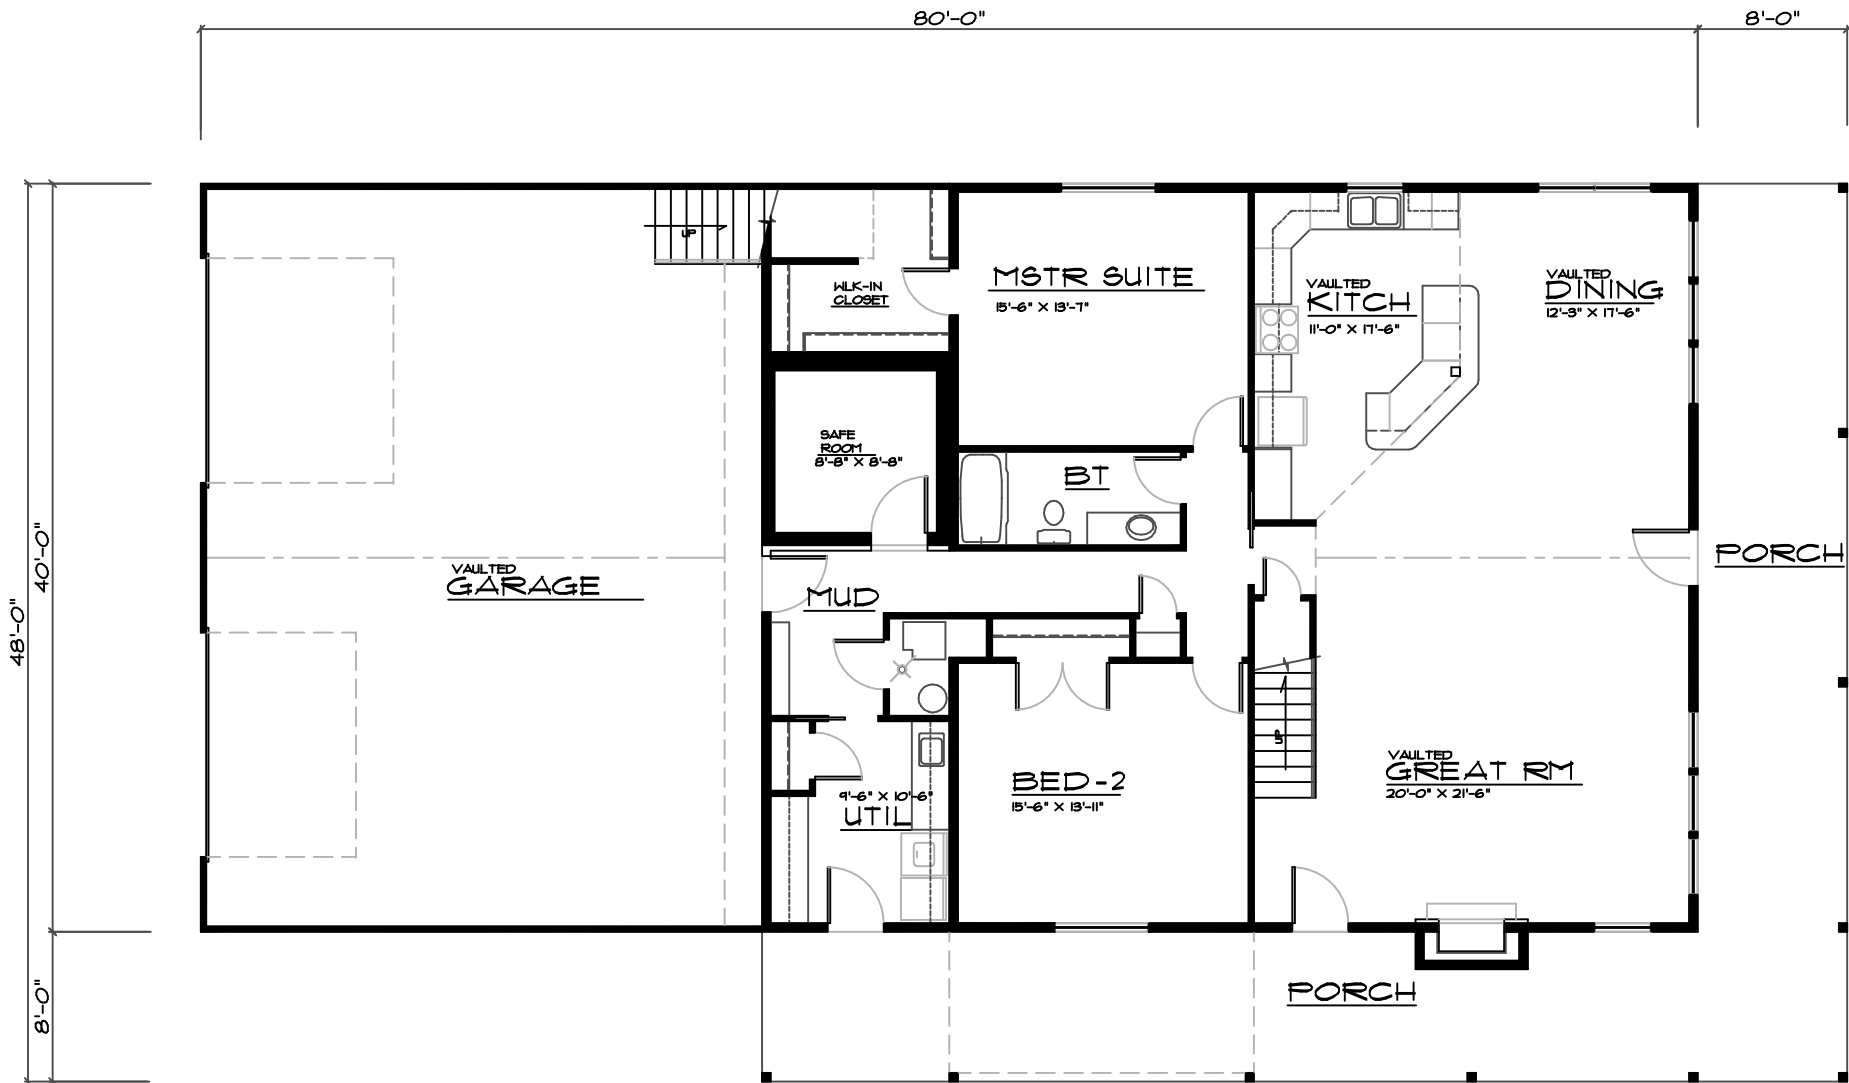 80'-0"
8'-0"
48'-0"
40'-0"
8'-0"
UP
WLK-IN
CLOSET
MSTR SUITE
15'-6" X 13'-7"
VAULTED
KITCH
11'-0" X 17'-6"
VAULTED
DINING
12'-3" X 17'-6"
SAFE
ROOM
8'-8" X 8'-8"
BT
VAULTED
GARAGE
MUD
PORCH
UP
9'-6" X 10'-6"
UTIL
BED-2
15'-6" X 13'-11"
VAULTED
GREAT RM
20'-0" X 21'-6"
PORCH